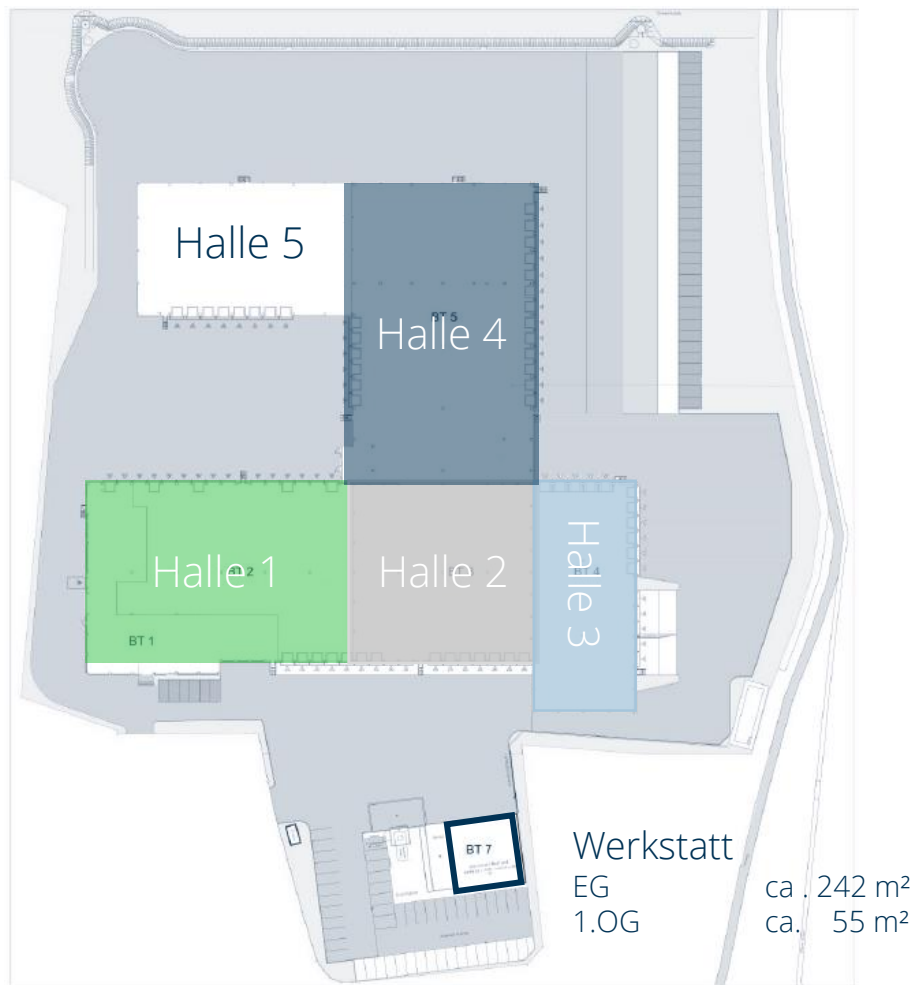 Halle 5
BT 5
Halle 4
Halle 1
BT 2
Halle 2
Halle 3
BT 4
BT 1
BT 7
Werkstatt
EG ca . 242 m²
1.OG ca. 55 m²